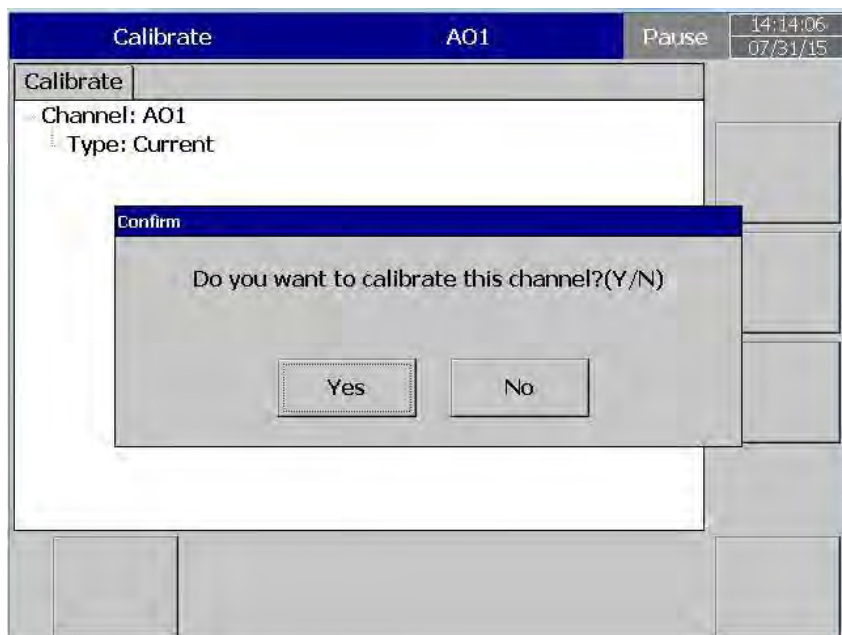 Calibrate AO1 Pause 14:14:06
07/31/15
Calibrate
Channel: AO1
Type: Current
Confirm
Do you want to calibrate this channel?(Y/N)
Yes No